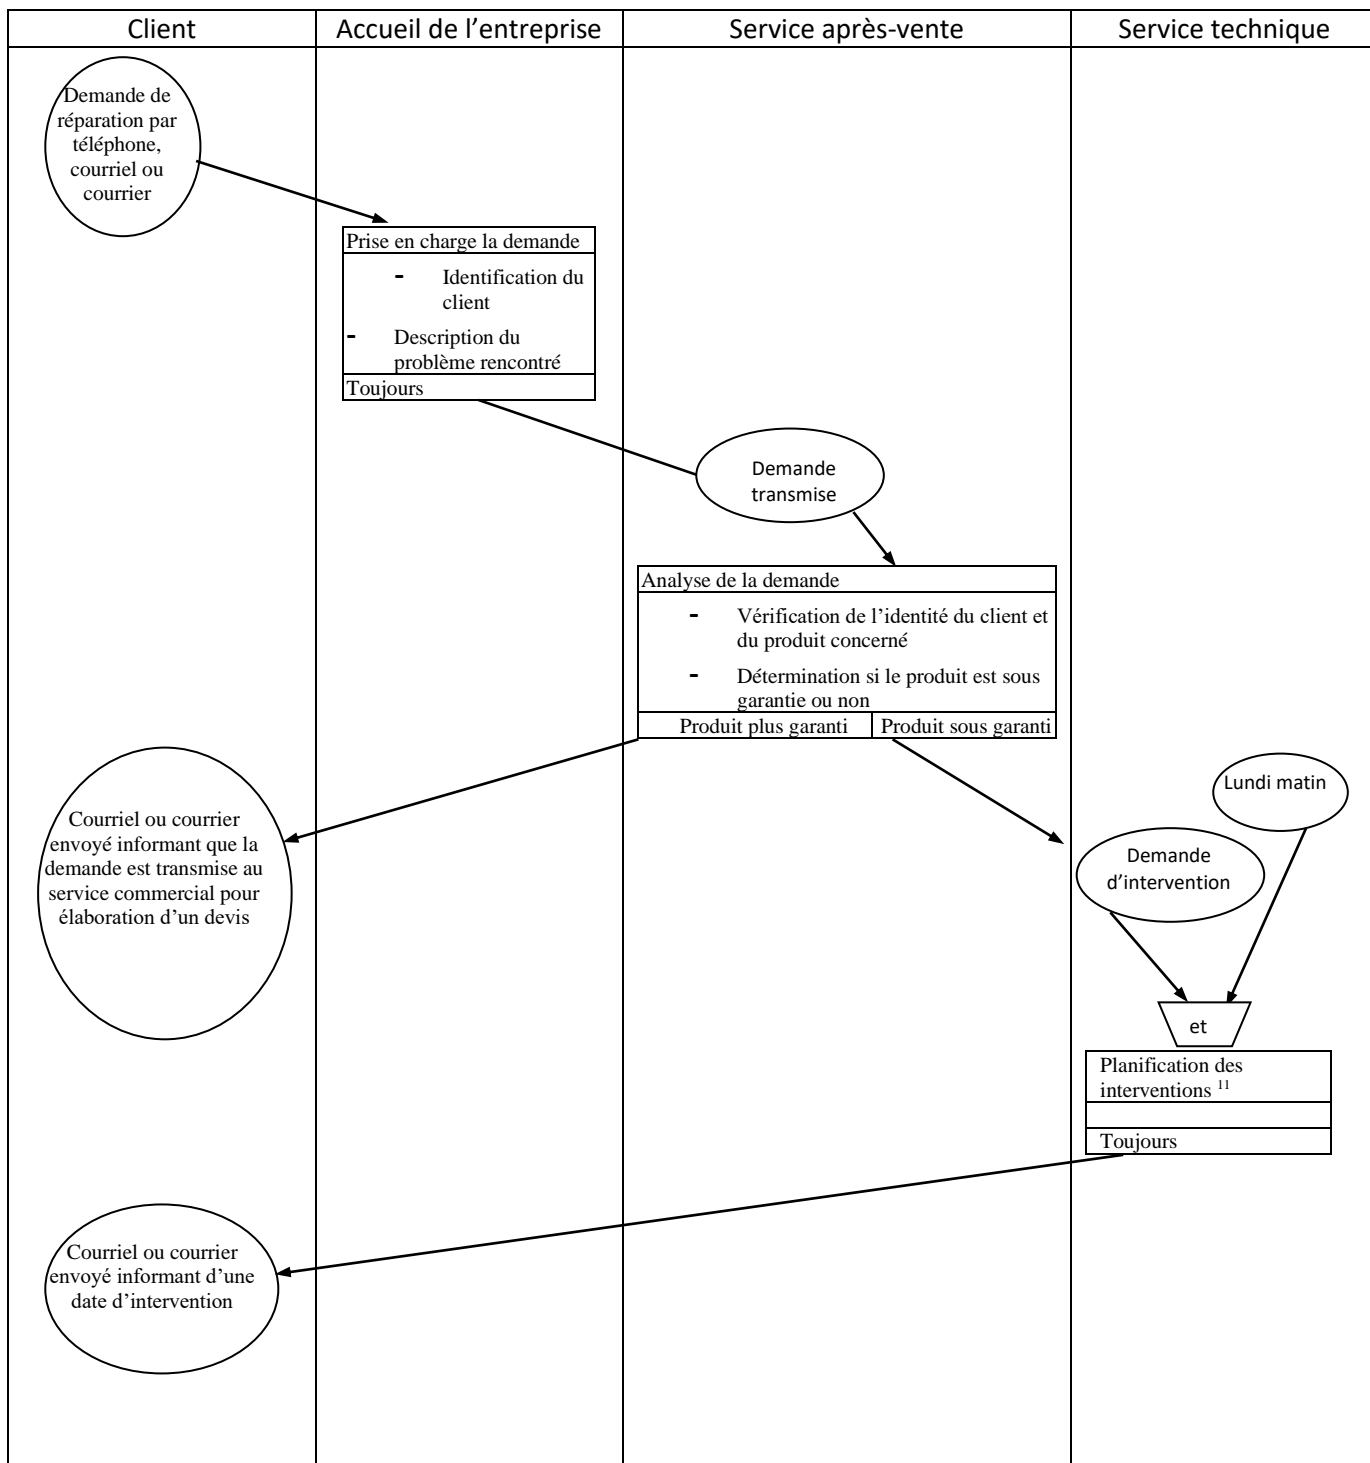 Client
Accueil de l'entreprise
Service après-vente
Service technique
Demande de
réparation par
téléphone,
courriel ou
courrier
Prise en charge la demande
- Identification du
client
- Description du
problème rencontré
Toujours
Demande
transmise
Analyse de la demande
- Vérification de l'identité du client et
du produit concerné
- Détermination si le produit est sous
garantie ou non
Produit plus garanti
Produit sous garanti
Courriel ou courrier
envoyé informant que la
demande est transmise au
service commercial pour
élaboration d'un devis
Lundi matin
Demande
d'intervention
et
Planification des
interventions 11
Toujours
Courriel ou courrier
envoyé informant d'une
date d'intervention